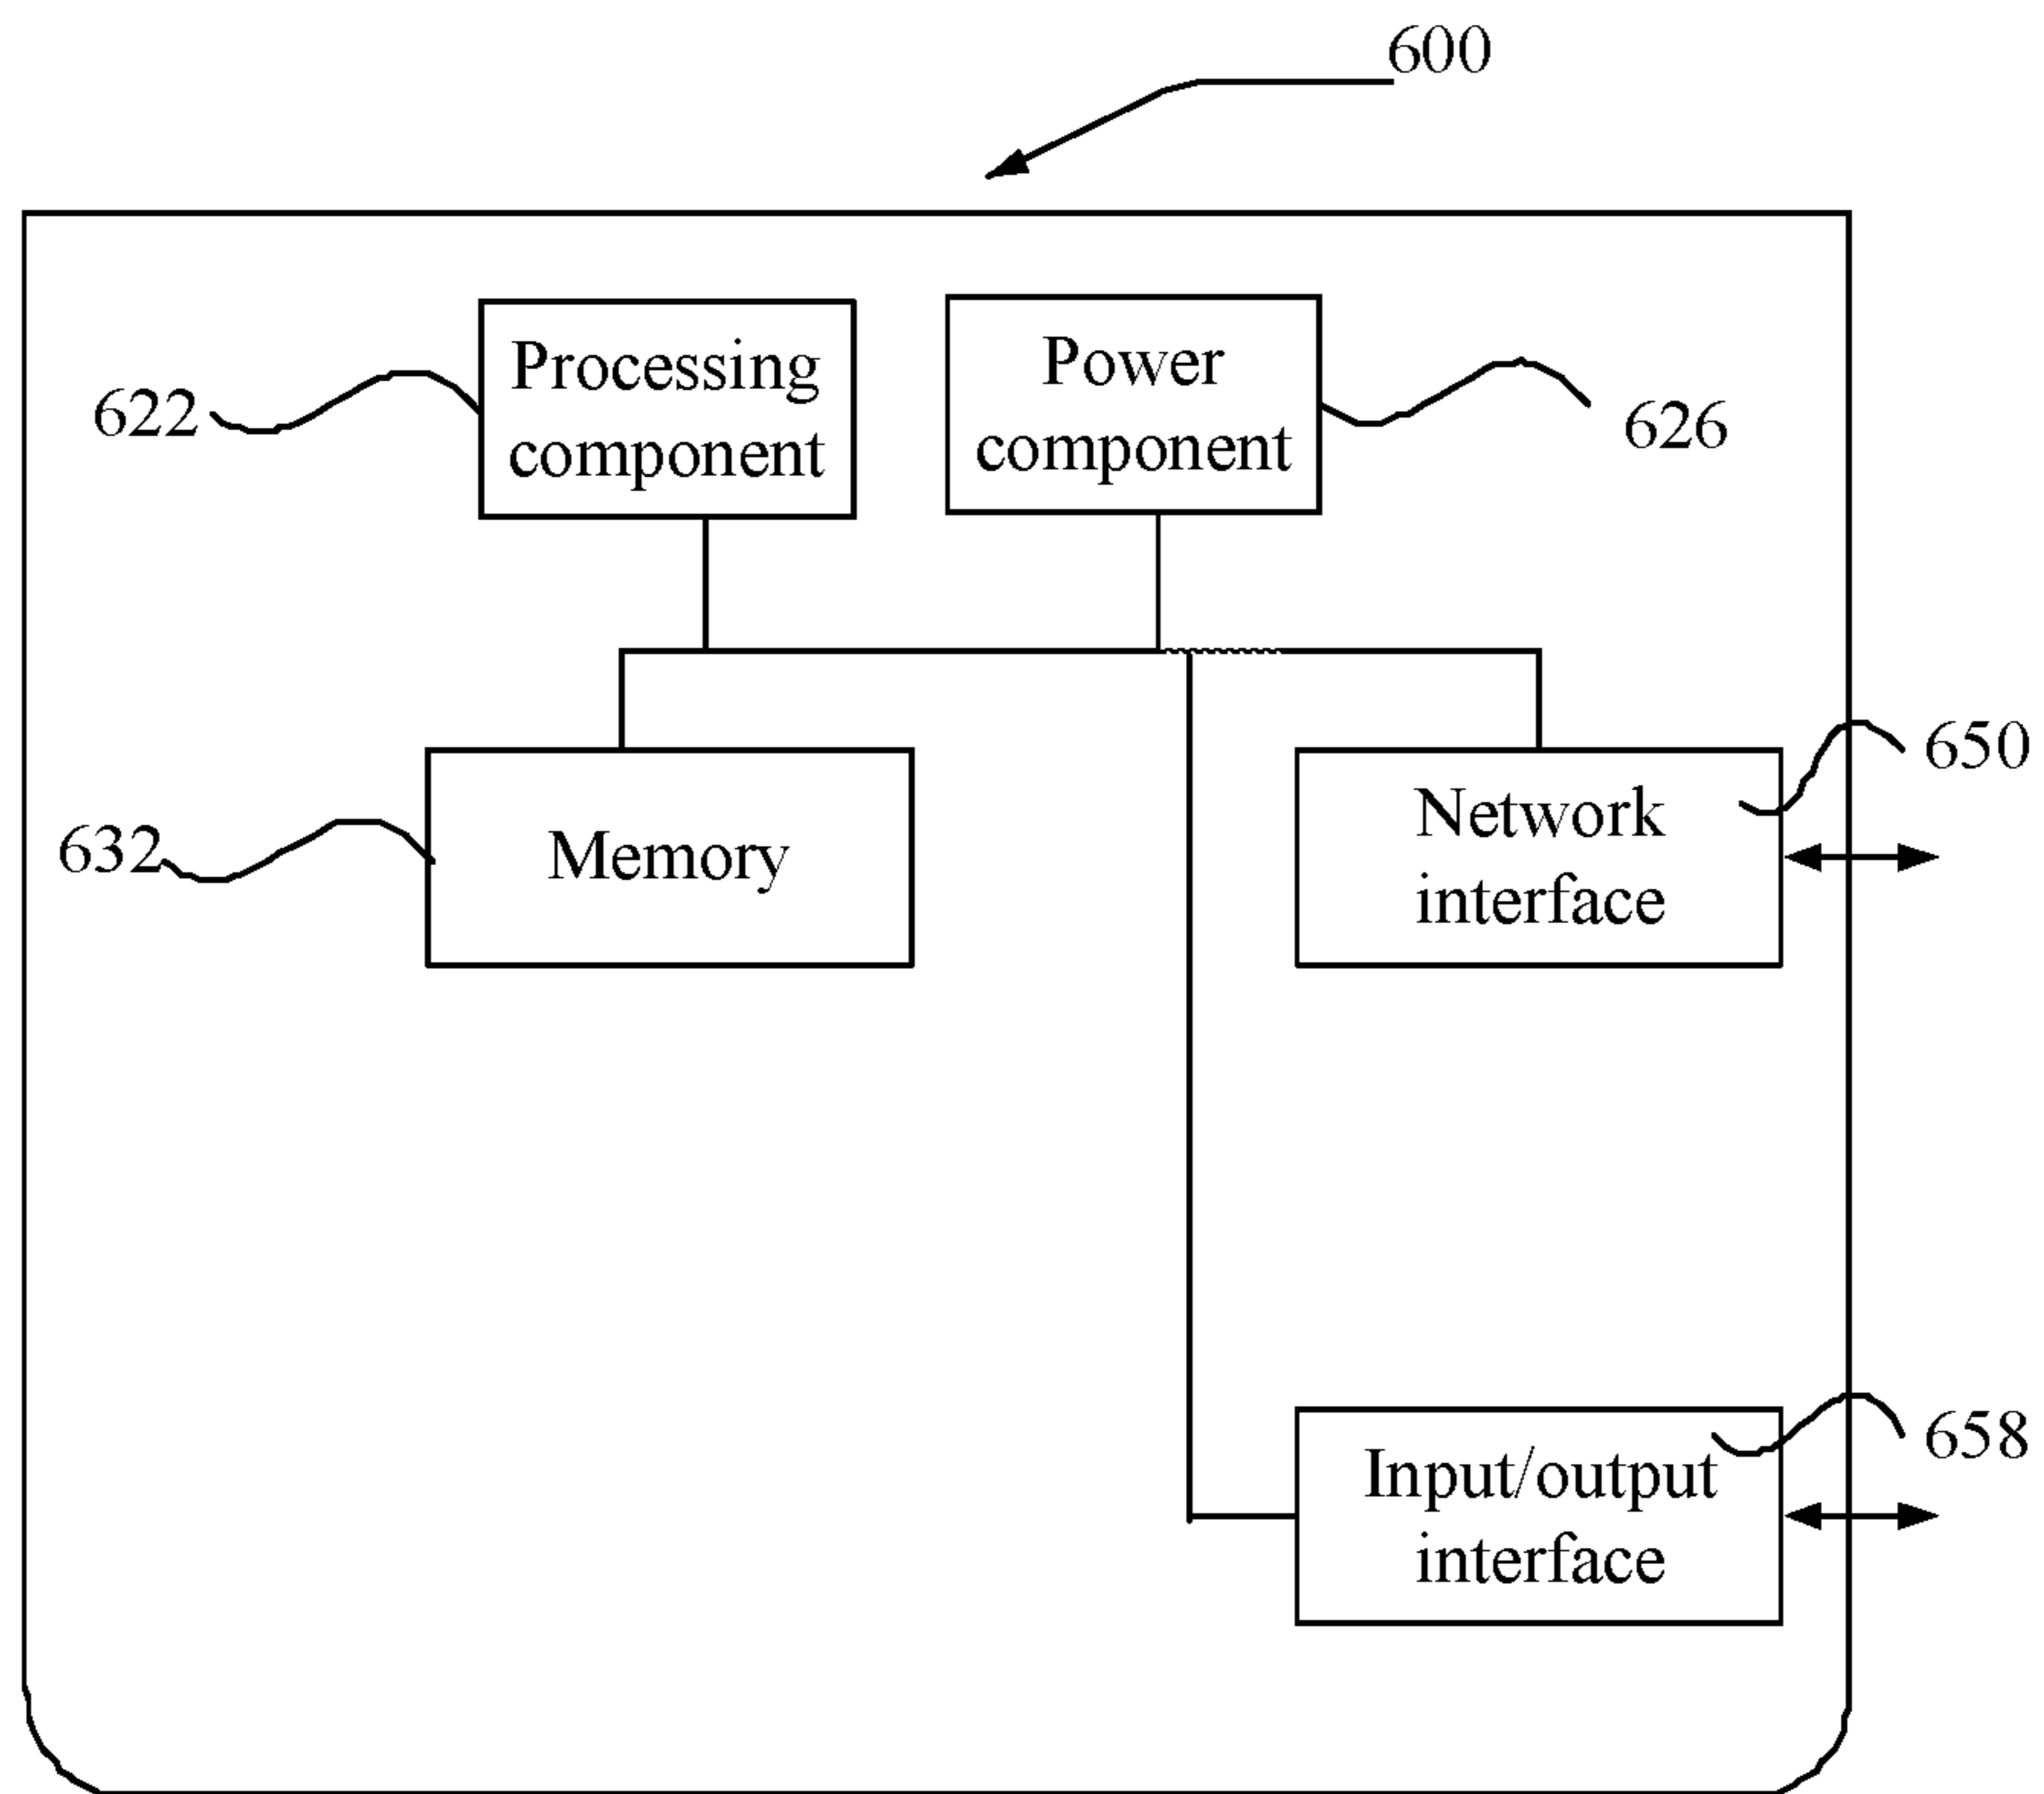 600
Processing
component
Power
component
622
626
Memory
632
Network
interface
650
Input/output
interface
658